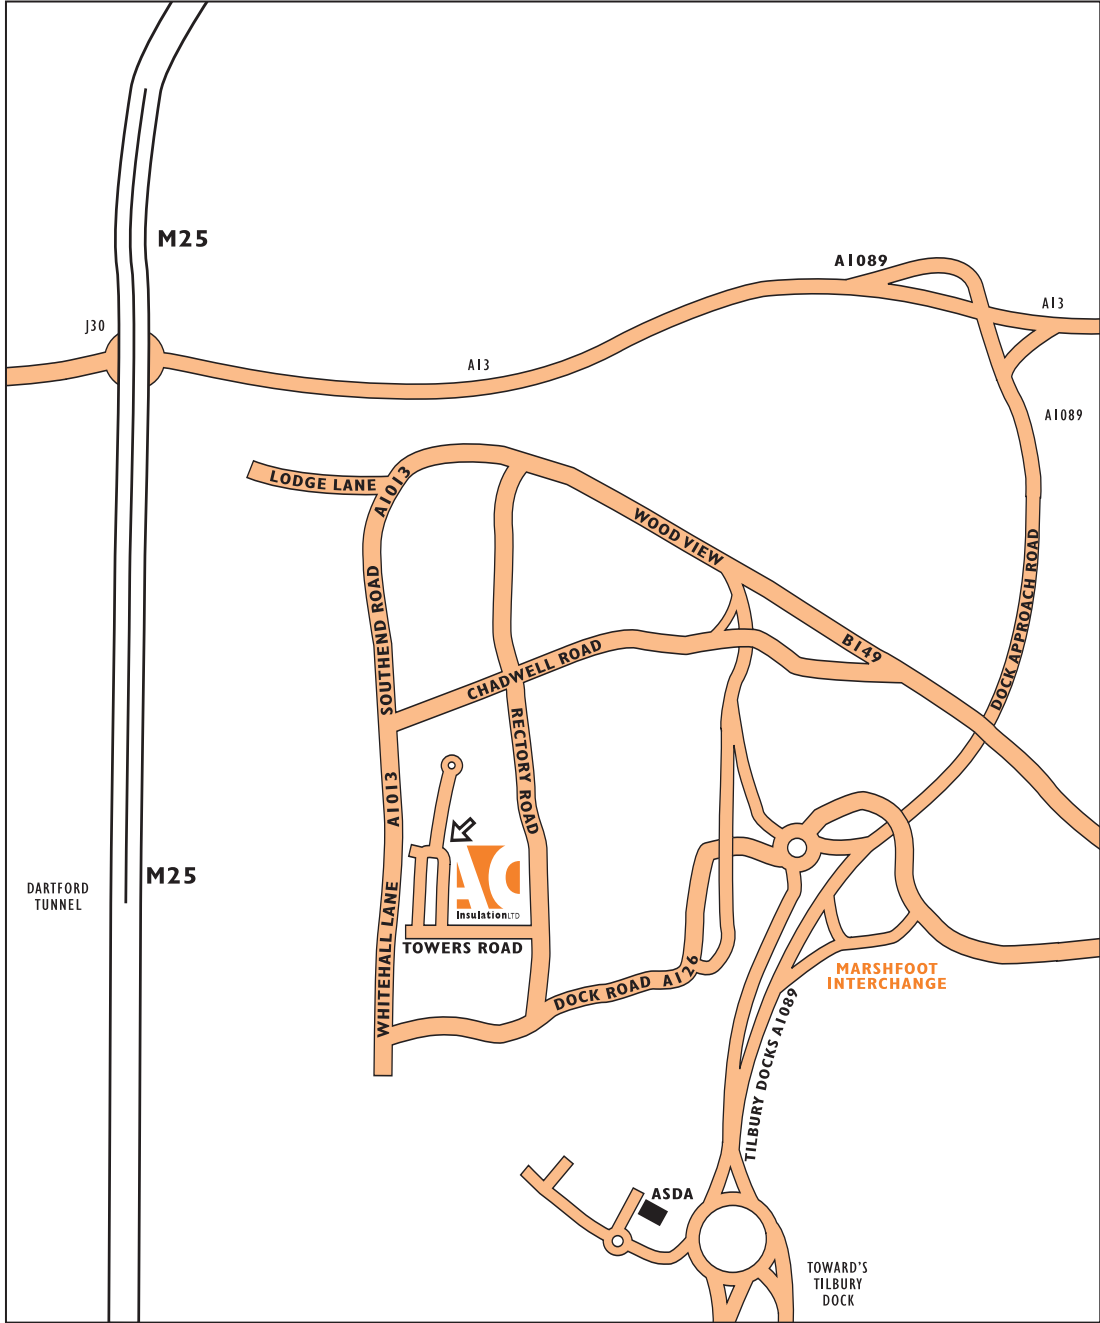 M25
A1089
A13
J30
A13
A1089
LODGE LANE
A1013
WOOD VIEW
SOUTHEND ROAD
DOCK APPROACH ROAD
B149
CHADWELL ROAD
RECTORY ROAD
A1013
M25
DARTFORD
TUNNEL
AC
Insulation LTD
WHITEHALL LANE
TOWERS ROAD
DOCK ROAD A126
MARSHFOOT
INTERCHANGE
TILBURY DOCKS A1089
ASDA
TOWARD'S
TILBURY
DOCK